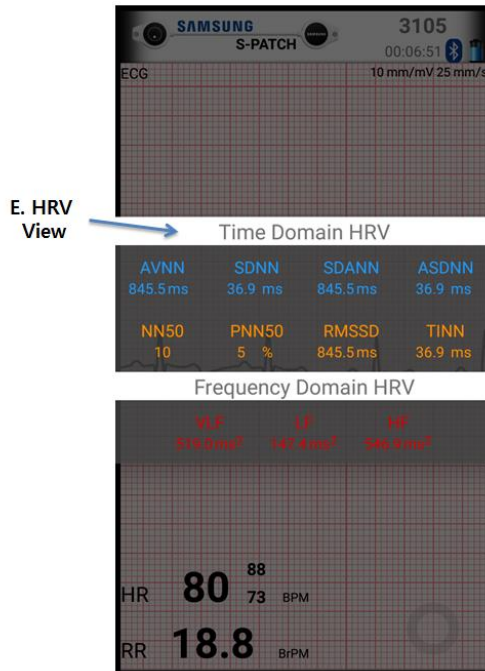 SAMSUNG
S-PATCH
3105
00:06:51
ECG
10 mm/mV 25 mm/s
E. HRV
View
Time Domain HRV
AVNN SDNN SDANN ASDNN
845.5 ms 36.9 ms 845.5 ms 36.9 ms
NN50 PNN50 RMSSD TINN
10 5 % 845.5 ms 36.9 ms
Frequency Domain HRV
VLF LF HF
147.4 ms²
HR 80 88 73 BPM
RR 18.8 BrPM